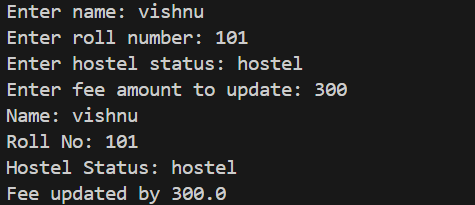 Enter name: vishnu
Enter roll number: 101
Enter hostel status: hostel
Enter fee amount to update: 300
Name: vishnu
Roll No: 101
Hostel Status: hostel
Fee updated by 300.0